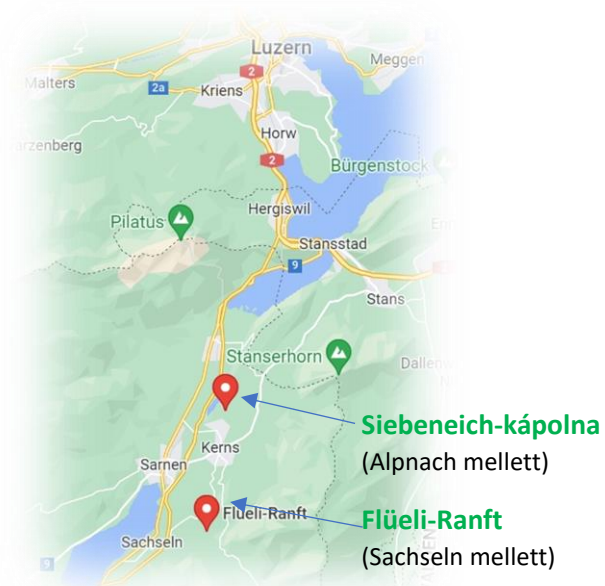 Luzern
Meggen
Malters
2
2a
Kriens
Horw
2
Bürgenstock
Hergiswil
Pilatus
Stansstad
9
Stans
Stanserhorn
Siebeneich-kápolna
(Alpnach mellett)
Kerns
Sarnen
Flüeli-Ranft
Flüeli-Ranft
(Sachseln mellett)
Sachseln
9